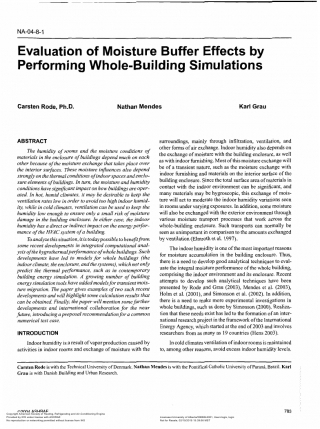 NA-04-8-1
Evaluation of Moisture Buffer Effects by
Performing Whole-Building Simulations
Carsten Rode, Ph.D.
Nathan Mendes
Karl Grau
ABSTRACT
The humidity of rooms and the moisture conditions of
materials in the enclosure of buildings depend much on each
other because of the moisture exchange that takes place over
the interior surfaces. These moisture influences also depend
strongly on the thermal conditions of indoor spaces and enclosure
elements of buildings. In turn, the moisture and humidity
conditions have significant impact on how buildings are operated.
In hot, humid climates, it may be desirable to keep the
ventilation rates low in order to avoid too high indoor humidity,
while in cold climates, ventilation can be used to keep the
humidity low enough to ensure only a small risk of moisture
damage in the building enclosure. In either case, the indoor
humidity has a direct or indirect impact on the energy performance
of the HVAC system of a building.
To analyze this situation, it is today possible to benefit from
some recent developments in integrated computational analysis
of the hygrothermal performance of whole buildings. Such
developments have led to models for whole buildings (the
indoor climate, the enclosure, and the systems), which not only
predict the thermal performance, such as in contemporary
building energy simulation. A growing number of building
energy simulation tools have added models for transient moisture
migration. The paper gives examples of two such recent
developments and will highlight some calculation results that
can be obtained. Finally, the paper will mention some further
developments and international collaboration for the near
future, introducing a proposed recommendation for a common
numerical test case.
INTRODUCTION
Indoor humidity is a result of vapor production caused by
activities in indoor rooms and exchange of moisture with the
surroundings, mainly through infiltration, ventilation, and
other forms of air exchange. Indoor humidity also depends on
the exchange of moisture with the building enclosure, as well
as with indoor furnishing. Most of this moisture exchange will
be of a transient nature, such as the moisture exchange with
indoor furnishing and materials on the interior surface of the
building enclosure. Since the total surface area of materials in
contact with the indoor environment can be significant, and
many materials may be hygroscopic, this exchange of moisture
will act to moderate the indoor humidity variations seen
in rooms under varying exposures. In addition, some moisture
will also be exchanged with the exterior environment through
various moisture transport processes that work across the
whole-building enclosure. Such transports can normally be
seen as unimportant in comparison to the amounts exchanged
by ventilation (Elmroth et al. 1997).
The indoor humidity is one of the most important reasons
for moisture accumulation in the building enclosure. Thus,
there is a need to develop good analytical techniques to evaluate
the integral moisture performance of the whole building,
comprising the indoor environment and its enclosure. Recent
attempts to develop such analytical techniques have been
presented by Rode and Grau (2003), Mendes et al. (2003),
Holm et al. (2003), and Simonson et al. (2002). In addition,
there is a need to make more experimental investigations in
whole buildings, as was done by Simonson (2000). Realization
that these needs exist has led to the formation of an international
research project in the framework of the International
Energy Agency, which started at the end of 2003 and involves
researchers from as many as 19 countries (Hens 2003).
In cold climates ventilation of indoor rooms is maintained
to, among other reasons, avoid excess indoor humidity levels.
Carsten Rode is with the Technical University of Denmark. Nathan Mendes is with the Pontifical Catholic University of Paraná, Brazil. Karl
Grau is with Danish Building and Urban Research.
783